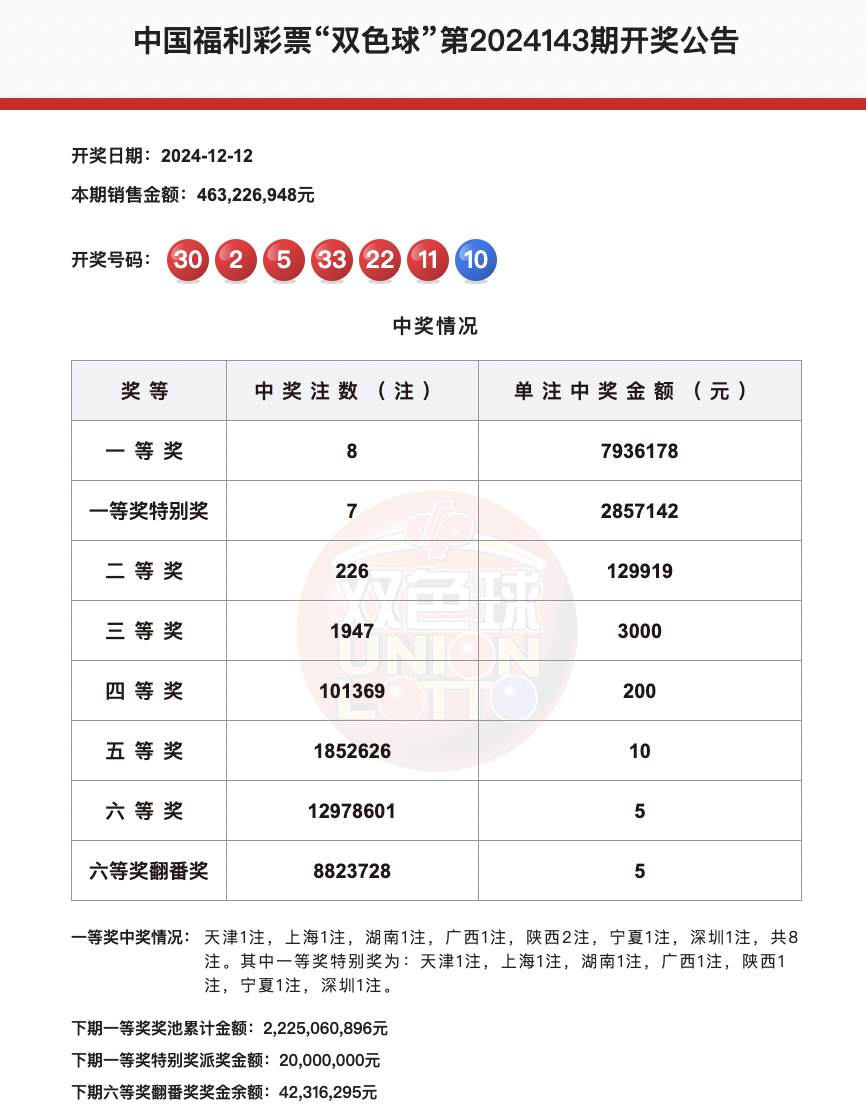 中国福利彩票“双色球”第2024143期开奖公告
开奖日期：2024-12-12
本期销售金额：463,226,948元
开奖号码： 30 2 5 33 22 11 10
中奖情况
奖等 中奖注数（注） 单注中奖金额（元）
一等奖 8 7936178
一等奖特别奖 7 2857142
二等奖 226 129919
三等奖 1947 3000
四等奖 101369 200
五等奖 1852626 10
六等奖 12978601 5
六等奖翻番奖 8823728 5
双色球
UNION
LOTTO
一等奖中奖情况： 天津1注，上海1注，湖南1注，广西1注，陕西2注，宁夏1注，深圳1注，共8
注。其中一等奖特别奖为：天津1注，上海1注，湖南1注，广西1注，陕西1
注，宁夏1注，深圳1注。
下期一等奖奖池累计金额：2,225,060,896元
下期一等奖特别奖派奖金额：20,000,000元
下期六等奖翻番奖奖金余额：42,316,295元